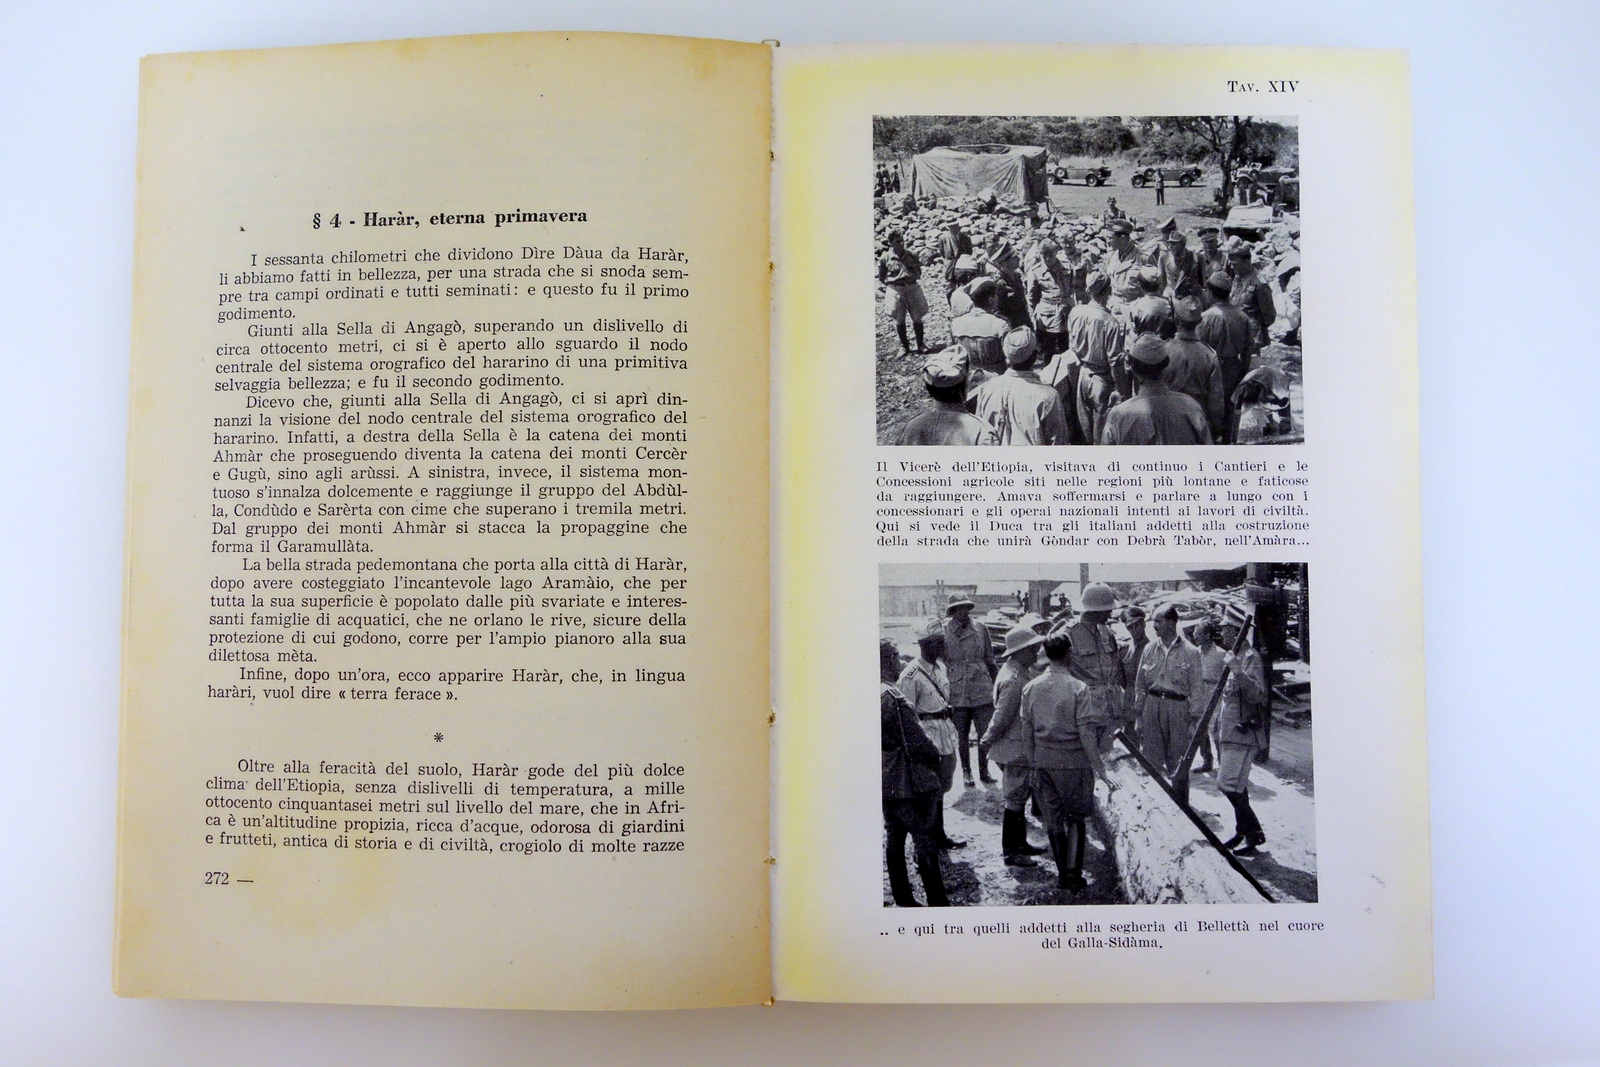 § 4 - Haràr, eterna primavera
I sessanta chilometri che dividono Dìre Dàua da Haràr,
li abbiamo fatti in bellezza, per una strada che si snoda sem-
pre tra campi ordinati e tutti seminati: e questo fu il primo
godimento.
Giunti alla Sella di Angagò, superando un dislivello di
circa ottocento metri, ci si è aperto allo sguardo il nodo
centrale del sistema orografico del hararino di una primitiva
selvaggia bellezza; e fu il secondo godimento.
Dicevo che, giunti alla Sella di Angagò, ci si aprì din-
nanzi la visione del nodo centrale del sistema orografico del
hararino. Infatti, a destra della Sella è la catena dei monti
Ahmàr che proseguendo diventa la catena dei monti Cercèr
e Gugù, sino agli arùssi. A sinistra, invece, il sistema mon-
tuoso s'innalza dolcemente e raggiunge il gruppo del Abdùl-
la, Condùdo e Sarèrta con cime che superano i tremila metri.
Dal gruppo dei monti Ahmàr si stacca la propaggine che
forma il Garamullàta.
La bella strada pedemontana che porta alla città di Haràr,
dopo avere costeggiato l'incantevole lago Aramàio, che per
tutta la sua superficie è popolato dalle più svariate e interes-
santi famiglie di acquatici, che ne orlano le rive, sicure della
protezione di cui godono, corre per l'ampio pianoro alla sua
dilettosa mèta.
Infine, dopo un'ora, ecco apparire Haràr, che, in lingua
haràri, vuol dire « terra ferace ».
*
Oltre alla feracità del suolo, Haràr gode del più dolce
clima dell'Etiopia, senza dislivelli di temperatura, a mille
ottocento cinquantasei metri sul livello del mare, che in Afri-
ca è un'altitudine propizia, ricca d'acque, odorosa di giardini
e frutteti, antica di storia e di civiltà, crogiolo di molte razze
272 —
Tav. XIV
Il Vicerè dell'Etiopia, visitava di continuo i Cantieri e le
Concessioni agricole siti nelle regioni più lontane e faticose
da raggiungere. Amava soffermarsi e parlare a lungo con i
concessionari e gli operai nazionali intenti ai lavori di civiltà.
Qui si vede il Duca tra gli italiani addetti alla costruzione
della strada che unirà Gòndar con Debrà Tabòr, nell'Amàra...
.. e qui tra quelli addetti alla segheria di Bellettà nel cuore
del Galla-Sidàma.